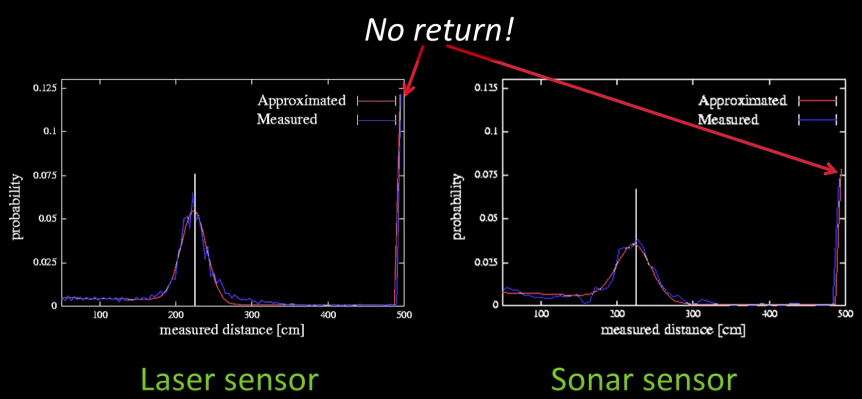 No return!
0.125
0.1
0.075
0.05
0.025
0
probability
Approximated
Measured
100
200
300
400
500
measured distance [cm]
Laser sensor
0.125
0.1
0.075
0.05
0.025
0
probability
Approximated
Measured
100
200
300
400
500
measured distance [cm]
Sonar sensor